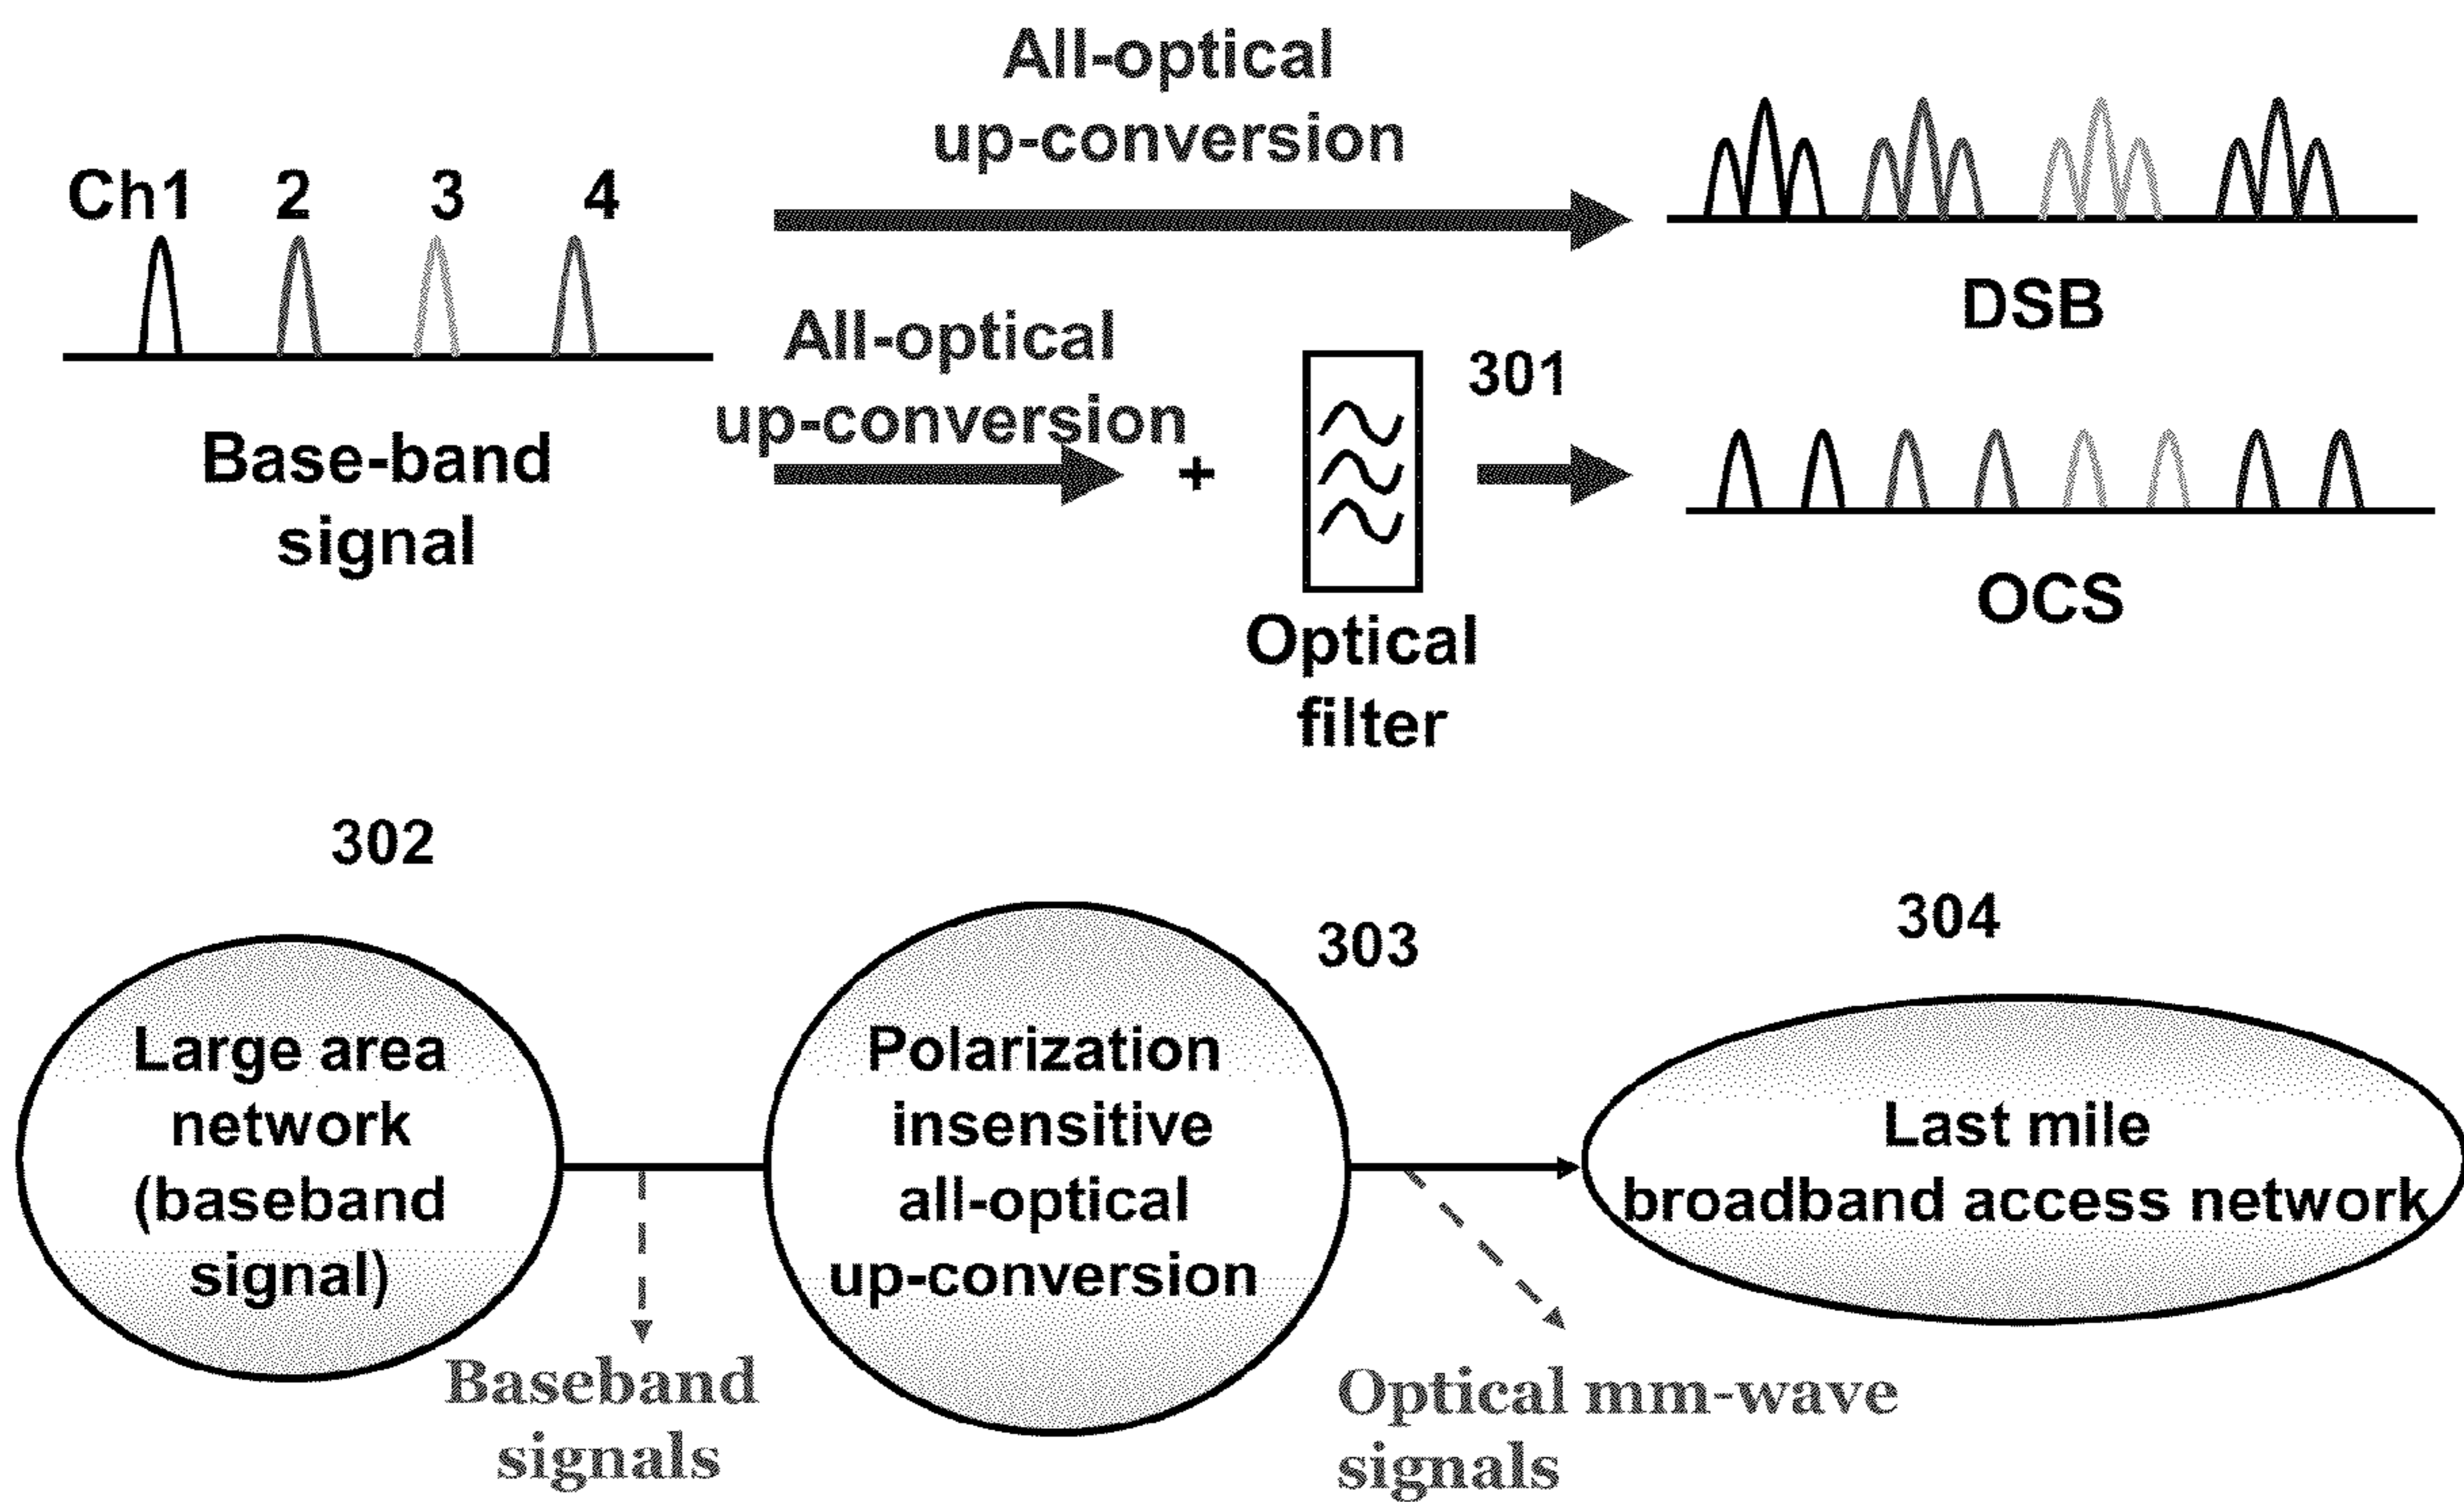 All-optical
up-conversion
Ch1 2 3 4
DSB
All-optical
up-conversion
301
+
Base-band
signal
OCS
Optical
filter
302
303
304
Large area
network
(baseband
signal)
Polarization
insensitive
all-optical
up-conversion
Last mile
broadband access network
Baseband
signals
Optical mm-wave
signals